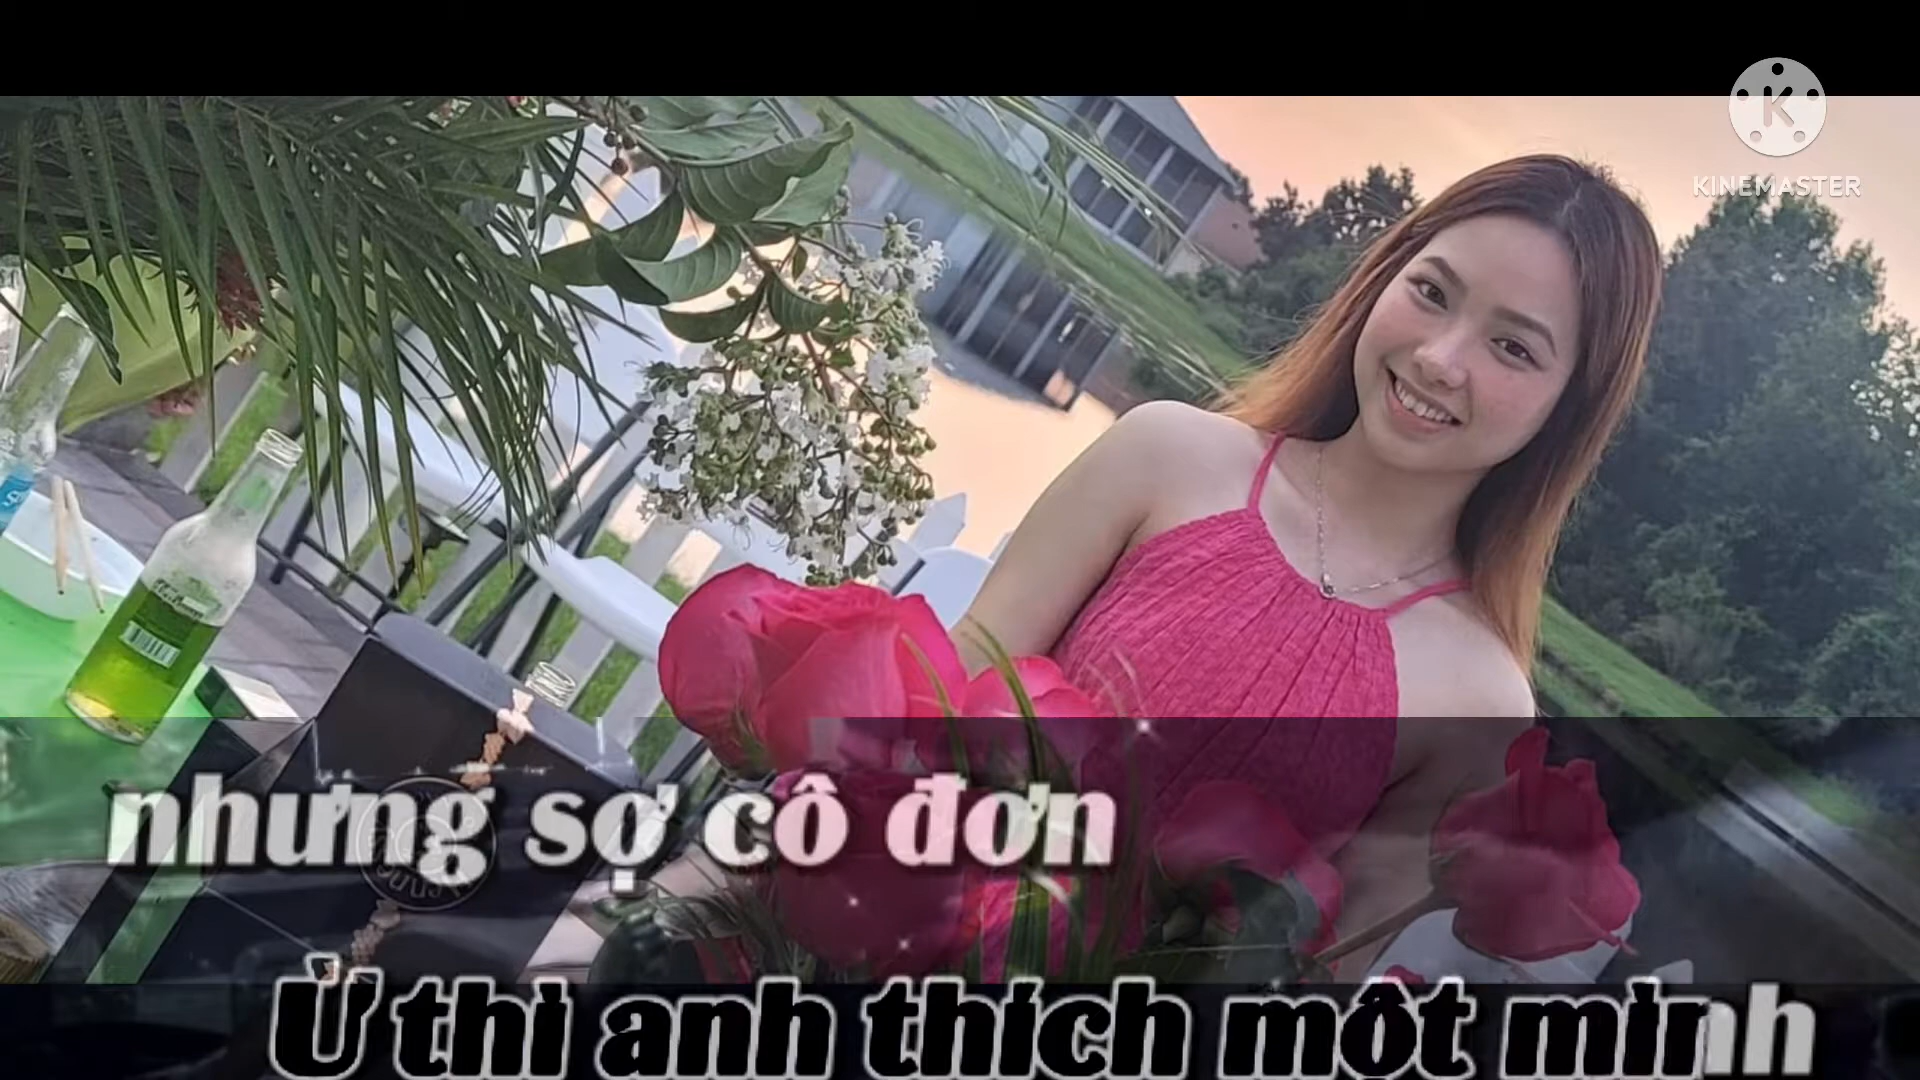 K
KINEMASTER
nhưng sợ cô đơn
Ừ thì anh thích một mình